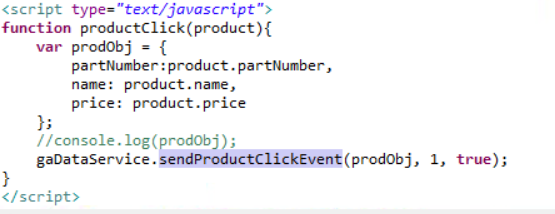 <script type="text/javascript">
function productClick(product){
    var prodObj = {
        partNumber:product.partNumber,
        name: product.name,
        price: product.price
    };
    //console.log(prodObj);
    gaDataService.sendProductClickEvent(prodObj, 1, true);
}
</script>